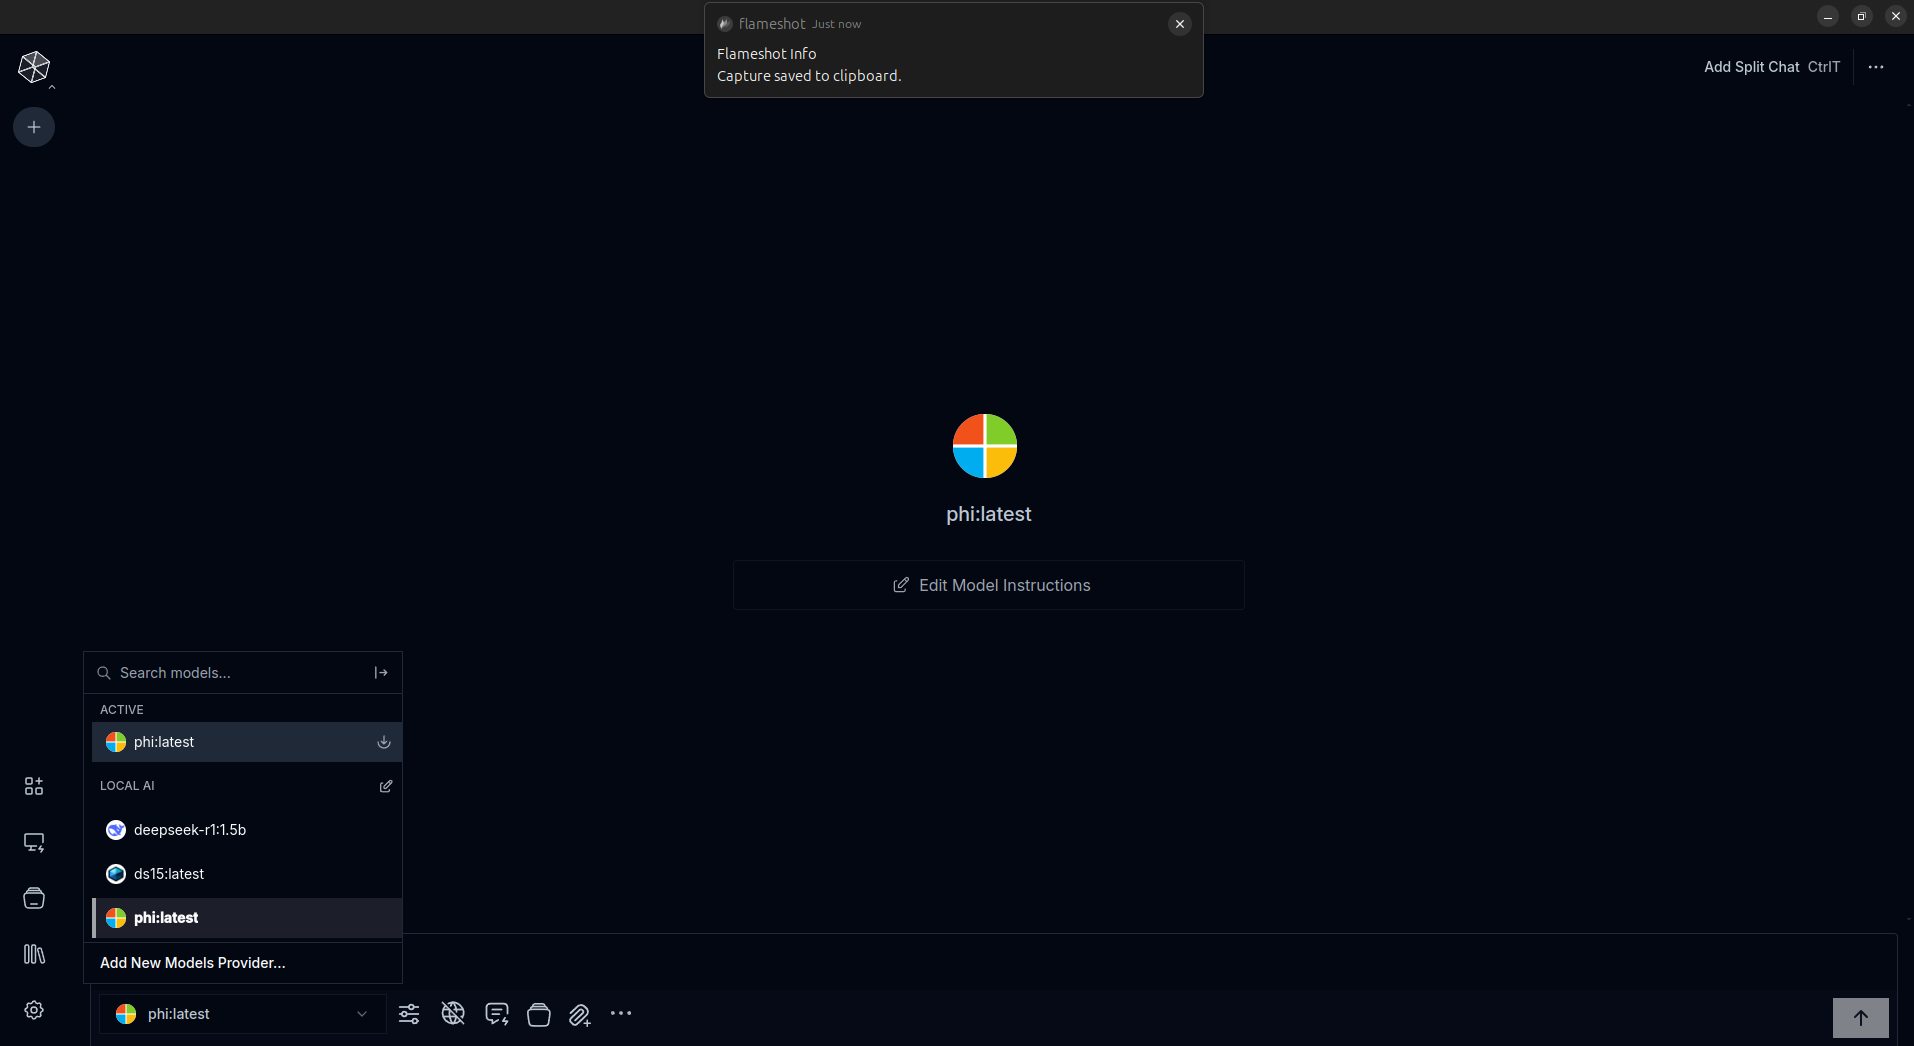 flameshot Just now
Flameshot Info
Capture saved to clipboard.
Add Split Chat CtrlT
phi:latest
Edit Model Instructions
Search models...
ACTIVE
phi:latest
LOCAL AI
deepseek-r1:1.5b
ds15:latest
phi:latest
Add New Models Provider...
phi:latest